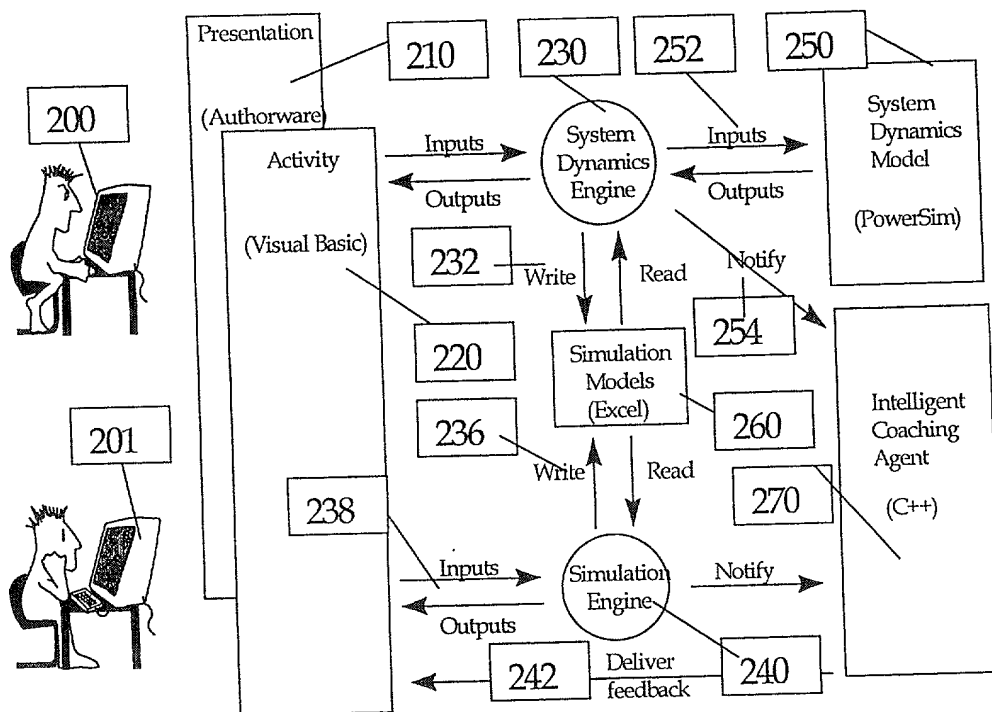 Presentation
210
230
252
250
(Authorware)
200
Activity
Inputs
System
Dynamics
Engine
Inputs
System
Dynamics
Model
Outputs
Outputs
(Visual Basic)
(PowerSim)
232
Write
Read
Notify
254
220
Simulation
Models
(Excel)
236
260
Intelligent
Coaching
Agent
201
Write
Read
270
(C++)
238
Inputs
Simulation
Engine
Notify
Outputs
242
Deliver
feedback
240